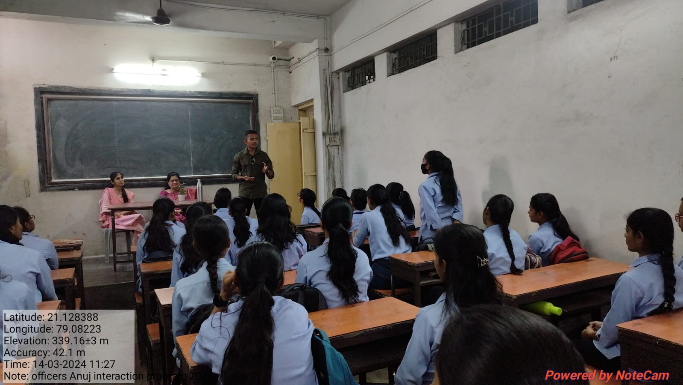 Latitude: 21.128388
Longitude: 79.08223
Elevation: 339.16±3 m
Accuracy: 42.1 m
Time: 14-03-2024 11:27
Note: officers Anuj interaction
Powered by NoteCam